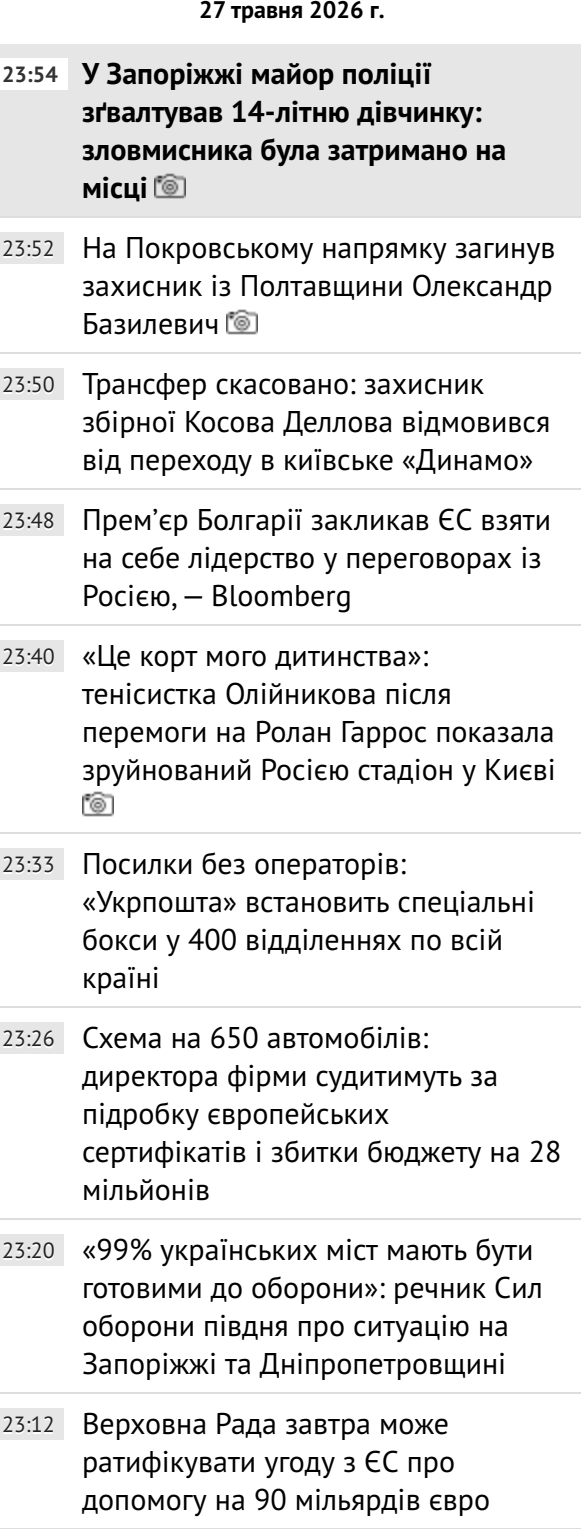 27 травня 2026 г.
23:54 У Запоріжжі майор поліції
зґвалтував 14-літню дівчинку:
зловмисника була затримано на
місці
23:52 На Покровському напрямку загинув
захисник із Полтавщини Олександр
Базилевич
23:50 Трансфер скасовано: захисник
збірної Косова Деллова відмовився
від переходу в київське «Динамо»
23:48 Прем’єр Болгарії закликав ЄС взяти
на себе лідерство у переговорах із
Росією, — Bloomberg
23:40 «Це корт мого дитинства»:
тенісистка Олійникова після
перемоги на Ролан Гаррос показала
зруйнований Росією стадіон у Києві
23:33 Посилки без операторів:
«Укрпошта» встановить спеціальні
бокси у 400 відділеннях по всій
країні
23:26 Схема на 650 автомобілів:
директора фірми судитимуть за
підробку європейських
сертифікатів і збитки бюджету на 28
мільйонів
23:20 «99% українських міст мають бути
готовими до оборони»: речник Сил
оборони півдня про ситуацію на
Запоріжжі та Дніпропетровщині
23:12 Верховна Рада завтра може
ратифікувати угоду з ЄС про
допомогу на 90 мільярдів євро